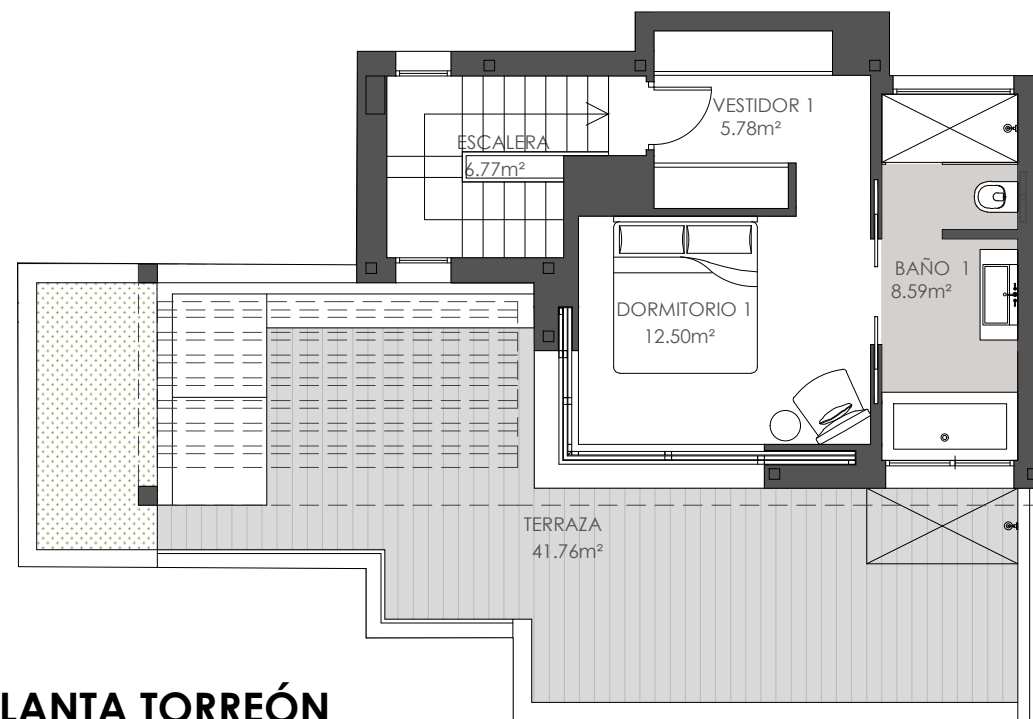 VESTIDOR 1
5.78m²
ESCALERA
6.77m²
BAÑO 1
8.59m²
DORMITORIO 1
12.50m²
TERRAZA
41.76m²
LANTA TORREÓN